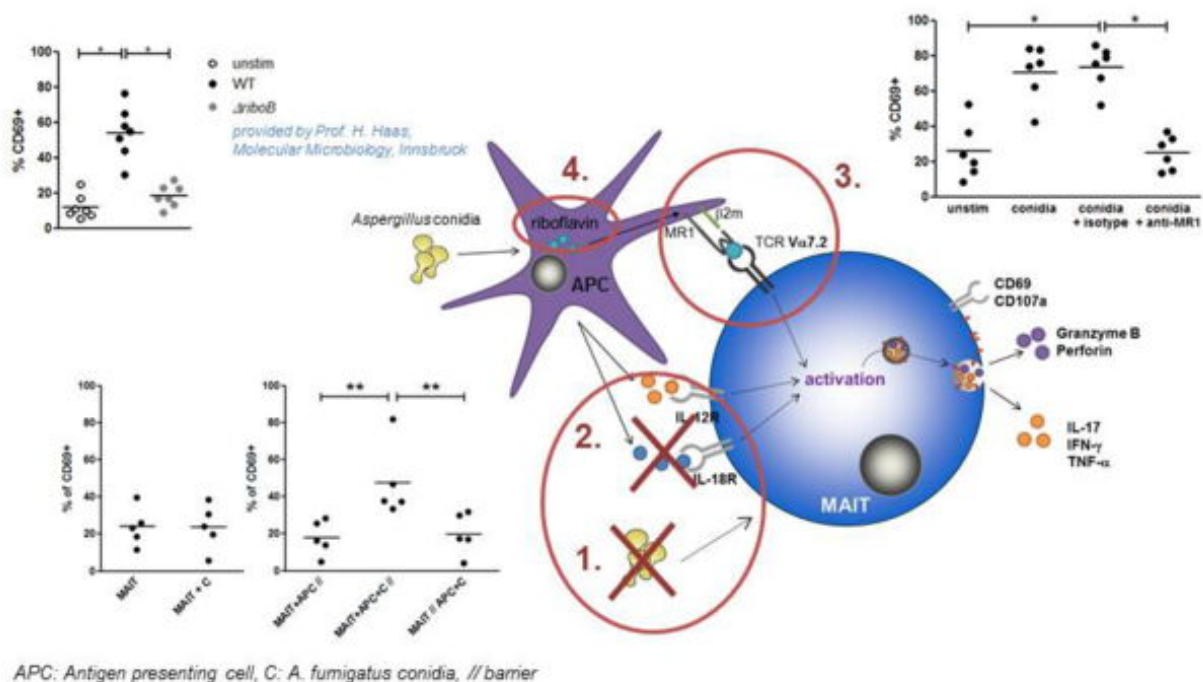 100
80
60
40
20
0
% CD69+
*
*
unstim
WT
ΔriboB
provided by Prof. H. Haas,
Molecular Microbiology, Innsbruck
100
80
60
40
20
0
% CD69+
*
*
unstim
conidia
conidia
+ isotype
conidia
+ anti-MR1
4.
riboflavin
Aspergillus conidia
APC
3.
β2m
MR1
TCR Vα7.2
CD69
CD107a
Granzyme B
Perforin
activation
IL-12R
2.
IL-18R
IL-17
IFN-γ
TNF-α
MAIT
1.
100
80
60
40
20
0
% of CD69+
MAIT
MAIT + C
100
80
60
40
20
0
% of CD69+
**
**
MAIT+APC //
MAIT+APC+C //
MAIT // APC+C
APC: Antigen presenting cell, C: A. fumigatus conidia, // barrier